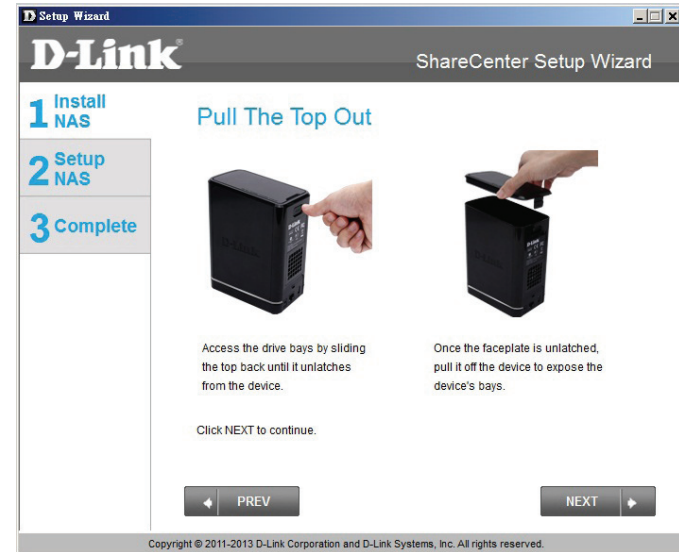 Setup Wizard
D-Link
ShareCenter Setup Wizard
1 Install
NAS
2 Setup
NAS
3 Complete
Pull The Top Out
Access the drive bays by sliding
the top back until it unlatches
from the device.
Once the faceplate is unlatched,
pull it off the device to expose the
device's bays.
Click NEXT to continue.
PREV
NEXT
Copyright © 2011-2013 D-Link Corporation and D-Link Systems, Inc. All rights reserved.